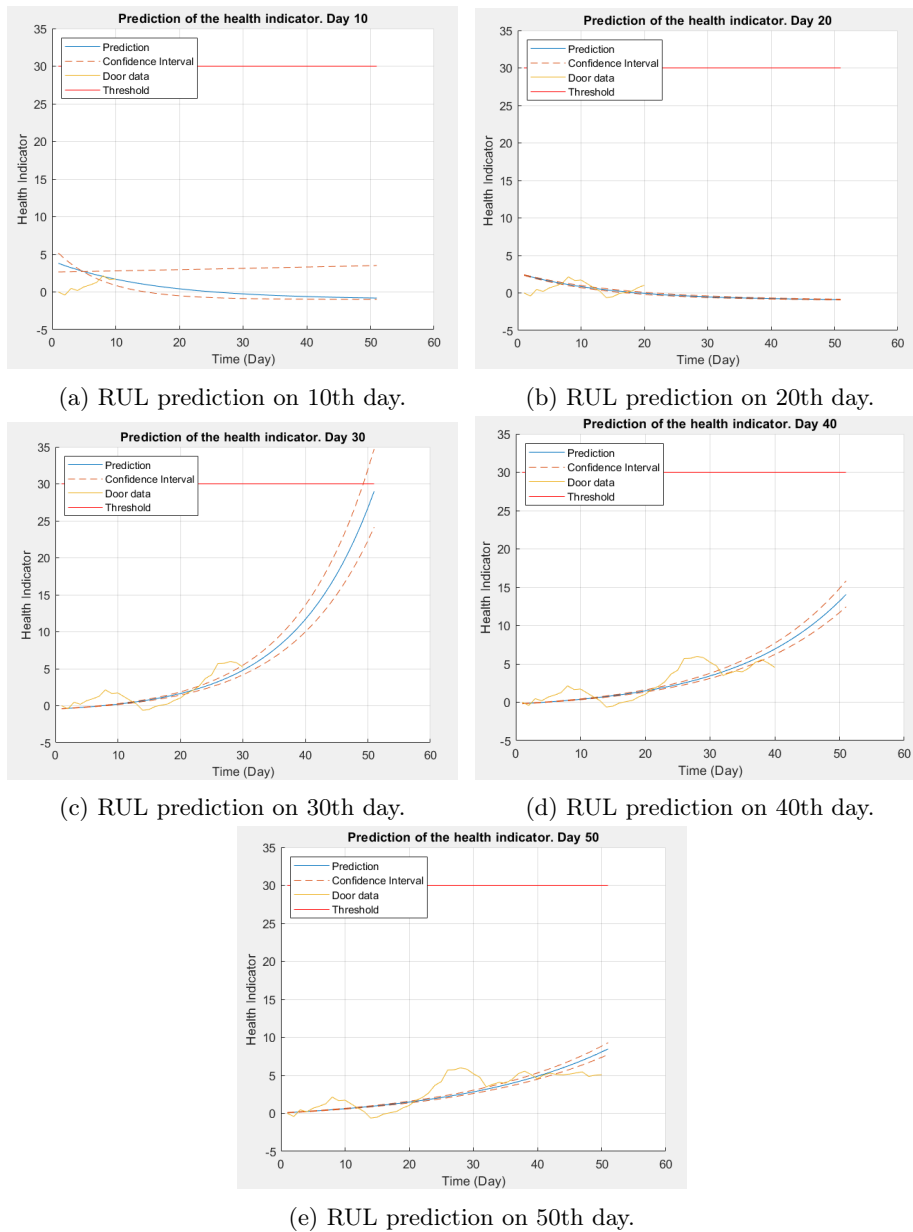 Prediction of the health indicator. Day 10
35
30
25
20
15
10
5
0
-5
Health Indicator
Prediction
Confidence Interval
Door data
Threshold
0 10 20 30 40 50 60
Time (Day)
(a) RUL prediction on 10th day.
Prediction of the health indicator. Day 20
35
30
25
20
15
10
5
0
-5
Health Indicator
Prediction
Confidence Interval
Door data
Threshold
0 10 20 30 40 50 60
Time (Day)
(b) RUL prediction on 20th day.
Prediction of the health indicator. Day 30
35
30
25
20
15
10
5
0
-5
Health Indicator
Prediction
Confidence Interval
Door data
Threshold
0 10 20 30 40 50 60
Time (Day)
(c) RUL prediction on 30th day.
Prediction of the health indicator. Day 40
35
30
25
20
15
10
5
0
-5
Health Indicator
Prediction
Confidence Interval
Door data
Threshold
0 10 20 30 40 50 60
Time (Day)
(d) RUL prediction on 40th day.
Prediction of the health indicator. Day 50
35
30
25
20
15
10
5
0
-5
Health Indicator
Prediction
Confidence Interval
Door data
Threshold
0 10 20 30 40 50 60
Time (Day)
(e) RUL prediction on 50th day.